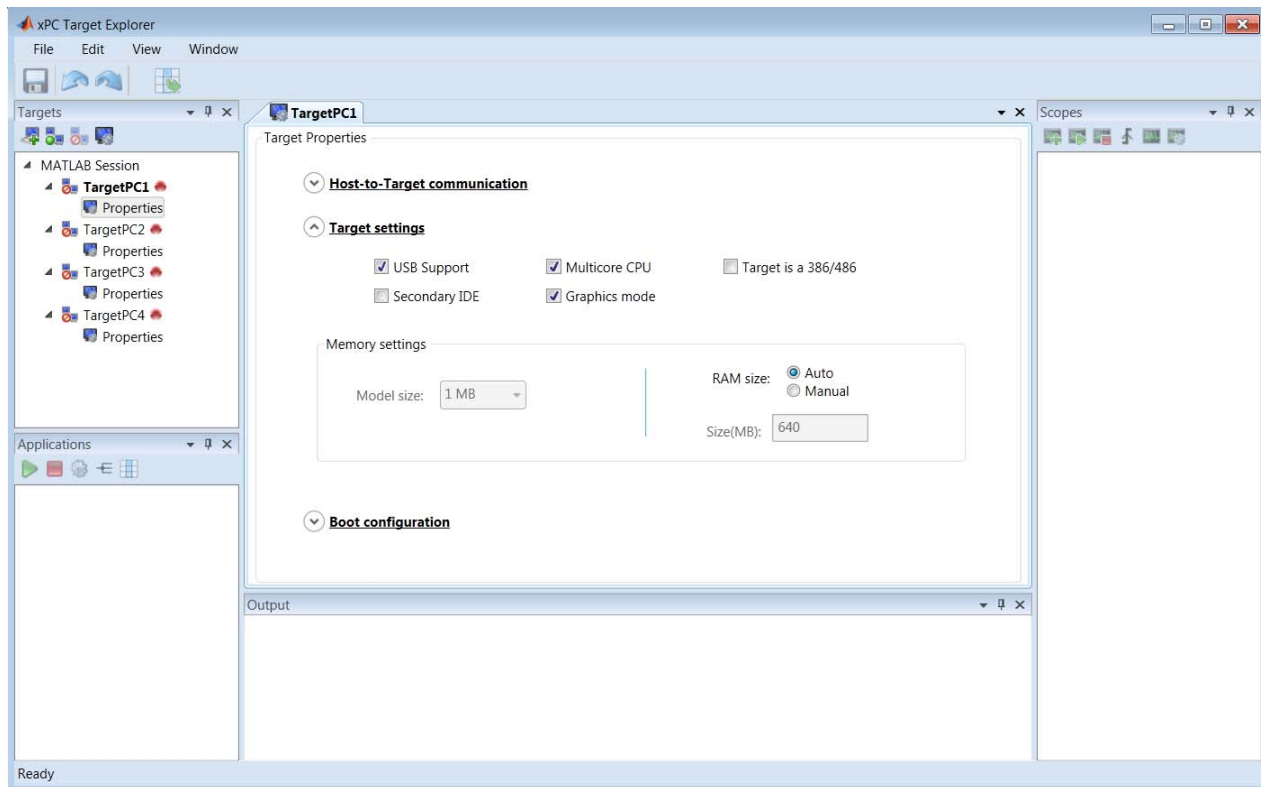 xPC Target Explorer
File Edit View Window
Targets
MATLAB Session
TargetPC1
Properties
TargetPC2
Properties
TargetPC3
Properties
TargetPC4
Properties
Applications
TargetPC1
Target Properties
Host-to-Target communication
Target settings
USB Support Multicore CPU Target is a 386/486
Secondary IDE Graphics mode
Memory settings
Model size: 1 MB
RAM size: Auto
Manual
Size(MB): 640
Boot configuration
Output
Scopes
Ready